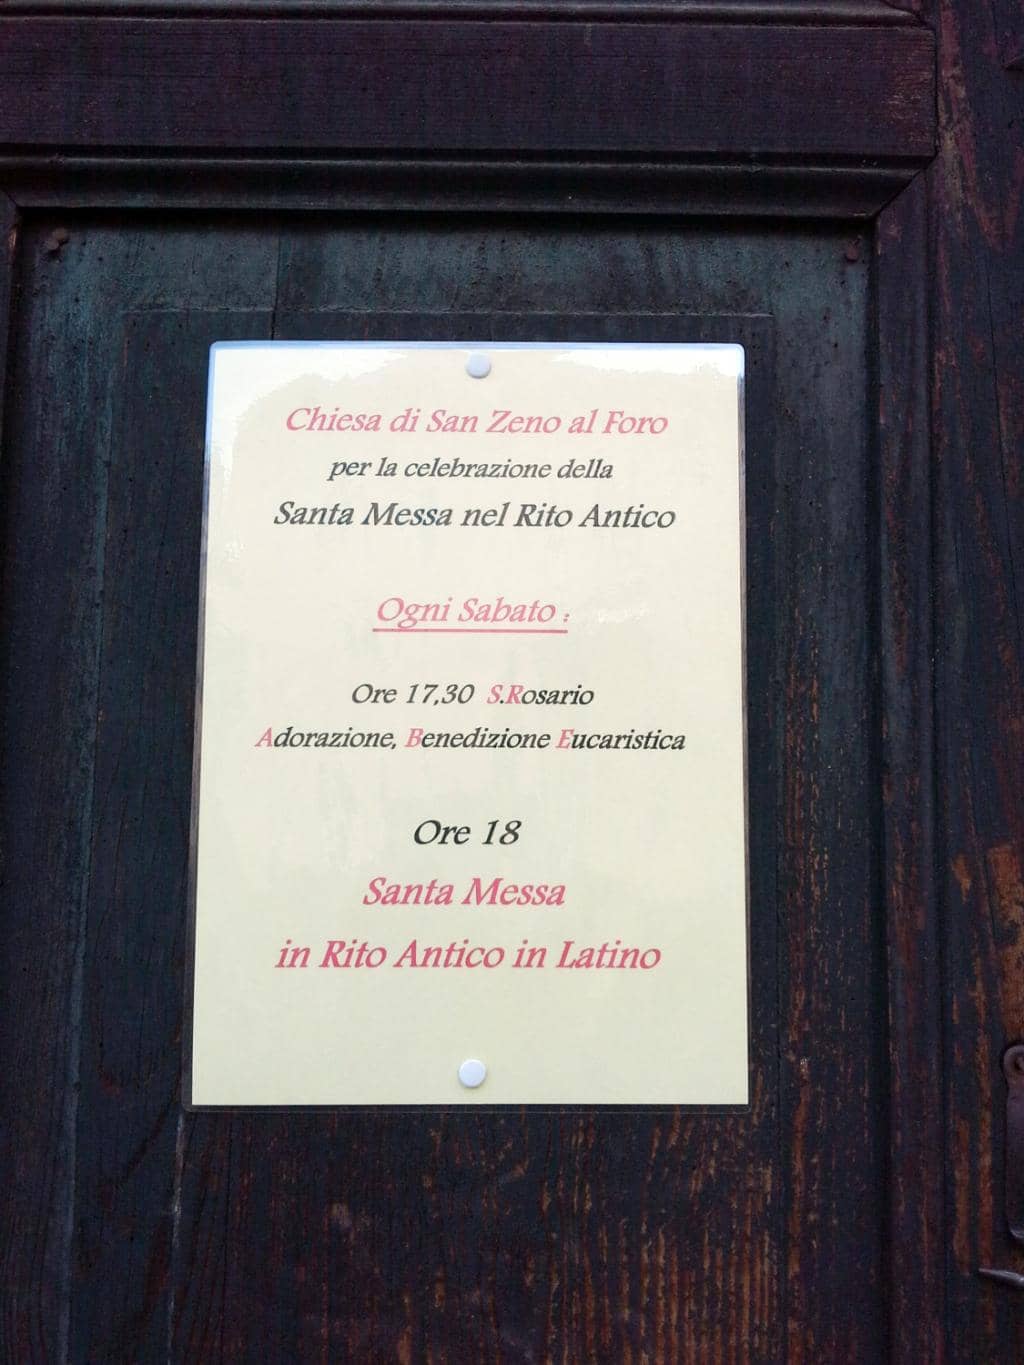 Chiesa di San Zeno al Foro
per la celebrazione della
Santa Messa nel Rito Antico
Ogni Sabato :
Ore 17,30 S.Rosario
Adorazione, Benedizione Eucaristica
Ore 18
Santa Messa
in Rito Antico in Latino